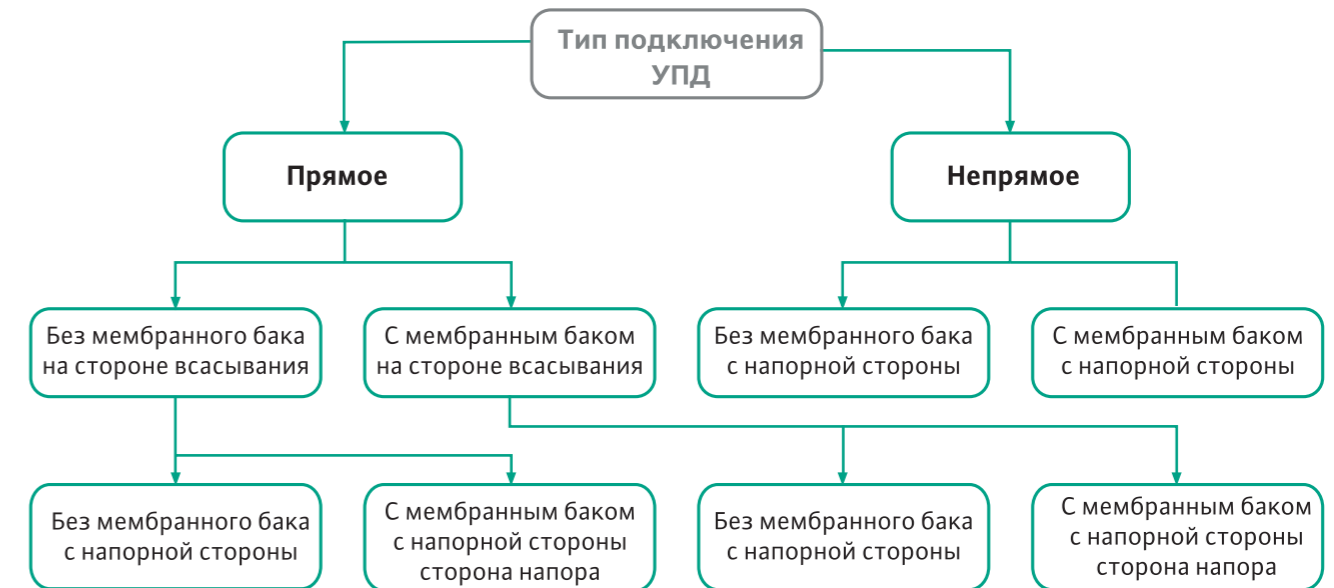 Тип подключения
УПД
Прямое
Непрямое
Без мембранного бака
на стороне всасывания
С мембранным баком
на стороне всасывания
Без мембранного бака
с напорной стороны
С мембранным баком
с напорной стороны
Без мембранного бака
с напорной стороны
С мембранным баком
с напорной стороны
сторона напора
Без мембранного бака
с напорной стороны
С мембранным баком
с напорной стороны
сторона напора